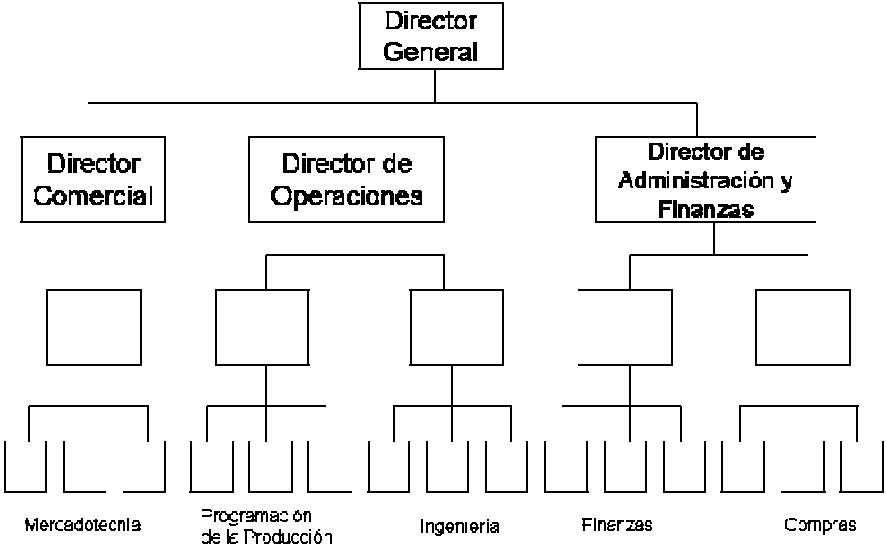 Director
General
Director
Comercial
Director de
Operaciones
Director de
Administración y
Finanzas
Mercadotecnia
Programación
de la Producción
Ingeniería
Finanzas
Compras